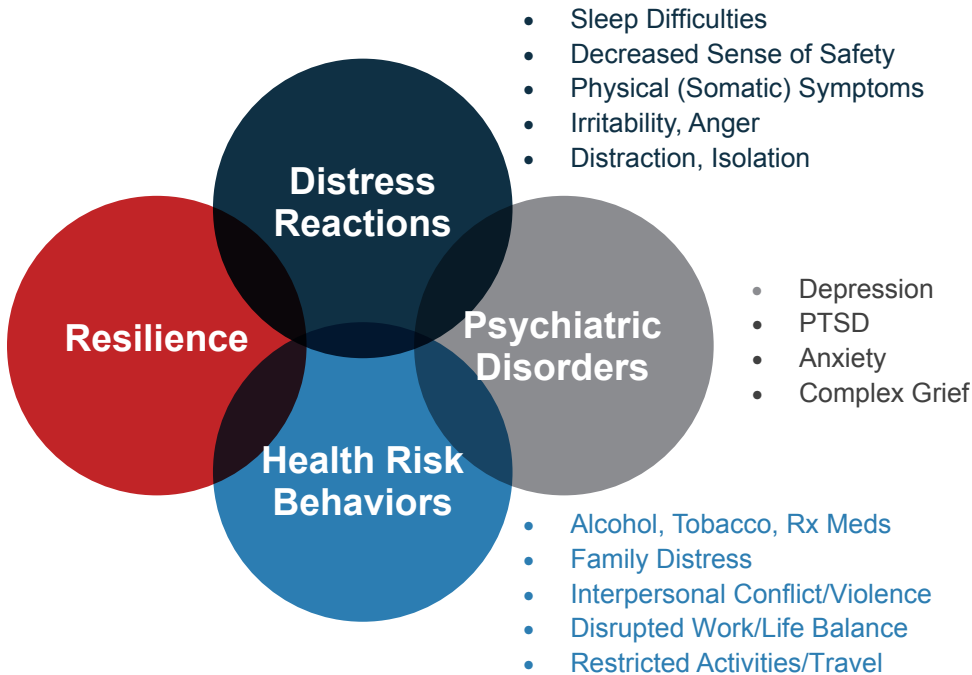 • Sleep Difficulties
• Decreased Sense of Safety
• Physical (Somatic) Symptoms
• Irritability, Anger
• Distraction, Isolation
Distress
Reactions
Resilience
Psychiatric
Disorders
• Depression
• PTSD
• Anxiety
• Complex Grief
Health Risk
Behaviors
• Alcohol, Tobacco, Rx Meds
• Family Distress
• Interpersonal Conflict/Violence
• Disrupted Work/Life Balance
• Restricted Activities/Travel